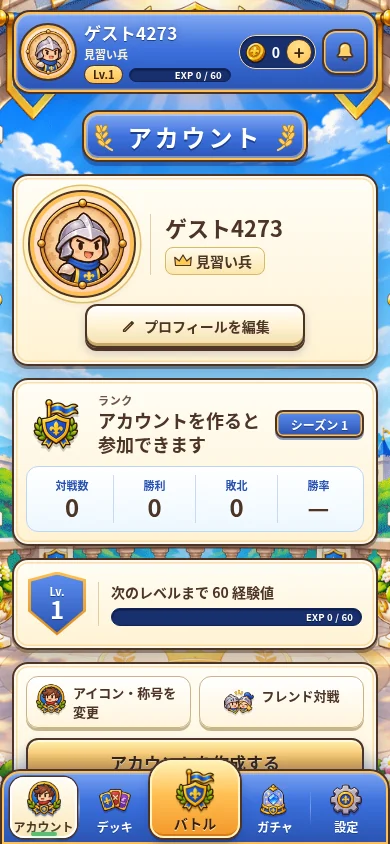 ゲスト4273
見習い兵
Lv.1
EXP 0 / 60
0
+
アカウント
ゲスト4273
見習い兵
プロフィールを編集
ランク
アカウントを作ると
参加できます
シーズン 1
対戦数
勝利
敗北
勝率
0
0
0
—
Lv.
1
次のレベルまで 60 経験値
EXP 0 / 60
アイコン・称号を
変更
フレンド対戦
アカウントを作成する
アカウント
デッキ
バトル
ガチャ
設定